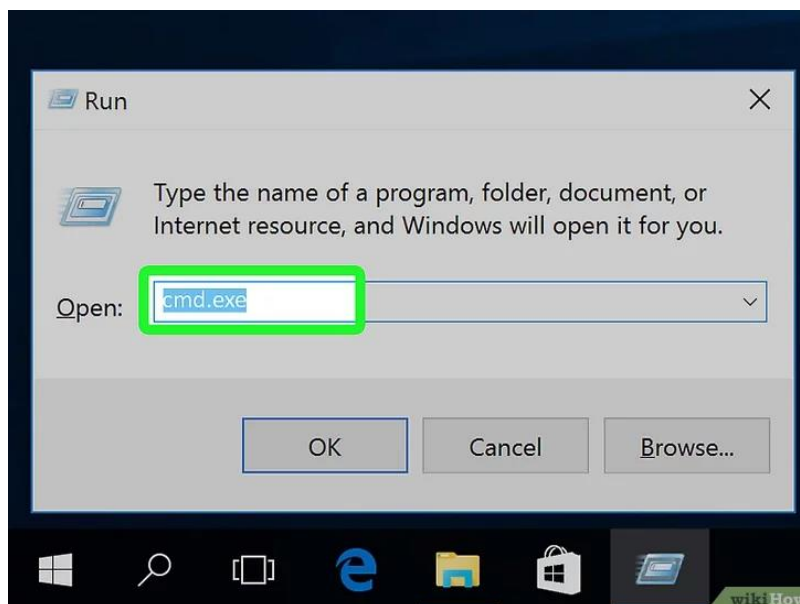 Run
Type the name of a program, folder, document, or
Internet resource, and Windows will open it for you.
Open: cmd.exe
OK Cancel Browse...
wikiHow